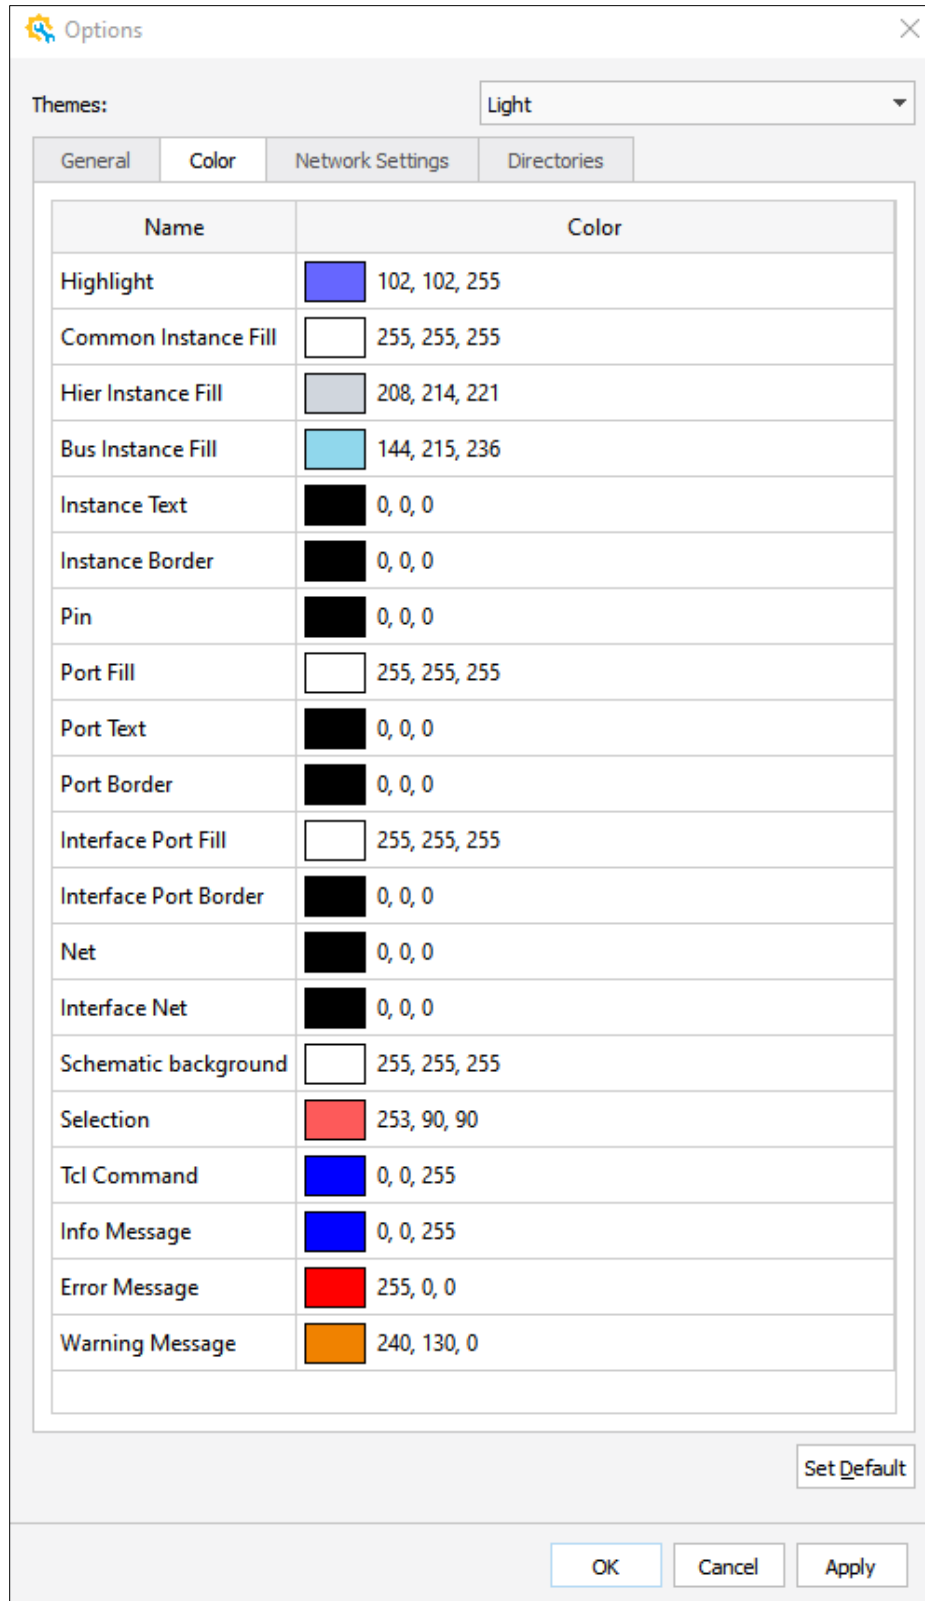 Options
Themes: Light
General Color Network Settings Directories
Name Color
Highlight 102, 102, 255
Common Instance Fill 255, 255, 255
Hier Instance Fill 208, 214, 221
Bus Instance Fill 144, 215, 236
Instance Text 0, 0, 0
Instance Border 0, 0, 0
Pin 0, 0, 0
Port Fill 255, 255, 255
Port Text 0, 0, 0
Port Border 0, 0, 0
Interface Port Fill 255, 255, 255
Interface Port Border 0, 0, 0
Net 0, 0, 0
Interface Net 0, 0, 0
Schematic background 255, 255, 255
Selection 253, 90, 90
Tcl Command 0, 0, 255
Info Message 0, 0, 255
Error Message 255, 0, 0
Warning Message 240, 130, 0
Set Default
OK Cancel Apply